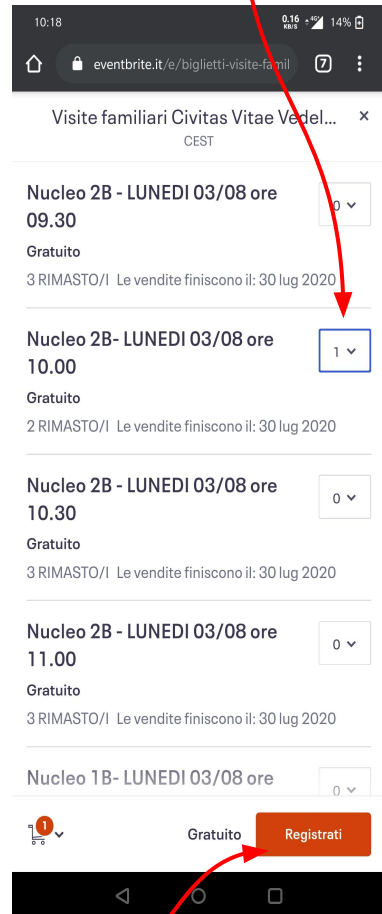 10:18
0.16 KB/S 4G 14%
eventbrite.it/e/biglietti-visite-famil
7
Visite familiari Civitas Vitae Vedel... ×
CEST
Nucleo 2B - LUNEDI 03/08 ore
09.30
0
Gratuito
3 RIMASTO/I Le vendite finiscono il: 30 lug 2020
Nucleo 2B- LUNEDI 03/08 ore
10.00
1
Gratuito
2 RIMASTO/I Le vendite finiscono il: 30 lug 2020
Nucleo 2B - LUNEDI 03/08 ore
10.30
0
Gratuito
3 RIMASTO/I Le vendite finiscono il: 30 lug 2020
Nucleo 2B - LUNEDI 03/08 ore
11.00
0
Gratuito
3 RIMASTO/I Le vendite finiscono il: 30 lug 2020
Nucleo 1B- LUNEDI 03/08 ore
0
1
Gratuito
Registrati